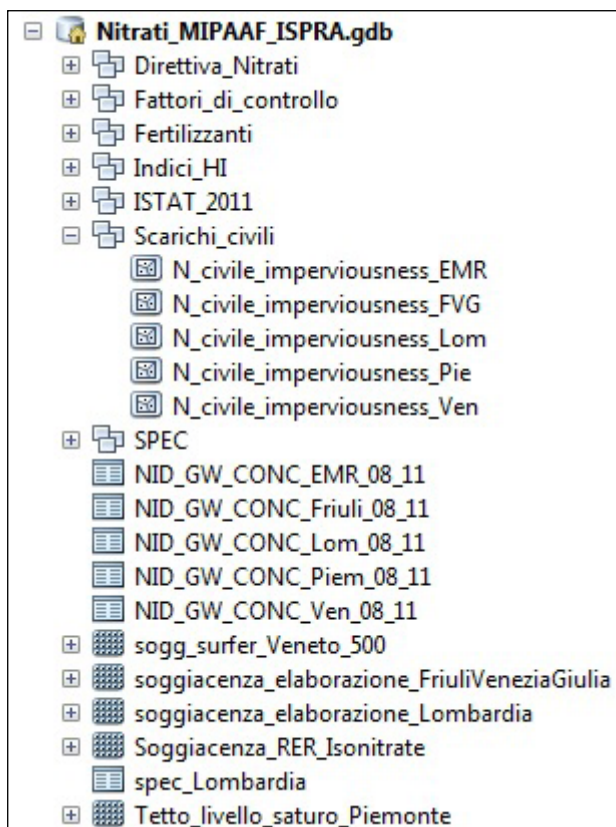 Nitrati_MIPAAF_ISPRA.gdb
Direttiva_Nitrati
Fattori_di_controllo
Fertilizzanti
Indici_HI
ISTAT_2011
Scarichi_civili
N_civile_imperviousness_EMR
N_civile_imperviousness_FVG
N_civile_imperviousness_Lom
N_civile_imperviousness_Pie
N_civile_imperviousness_Ven
SPEC
NID_GW_CONC_EMR_08_11
NID_GW_CONC_Friuli_08_11
NID_GW_CONC_Lom_08_11
NID_GW_CONC_Piem_08_11
NID_GW_CONC_Ven_08_11
sogg_surfer_Veneto_500
soggiacenza_elaborazione_FriuliVeneziaGiulia
soggiacenza_elaborazione_Lombardia
Soggiacenza_RER_Isonitrate
spec_Lombardia
Tetto_livello_saturo_Piemonte